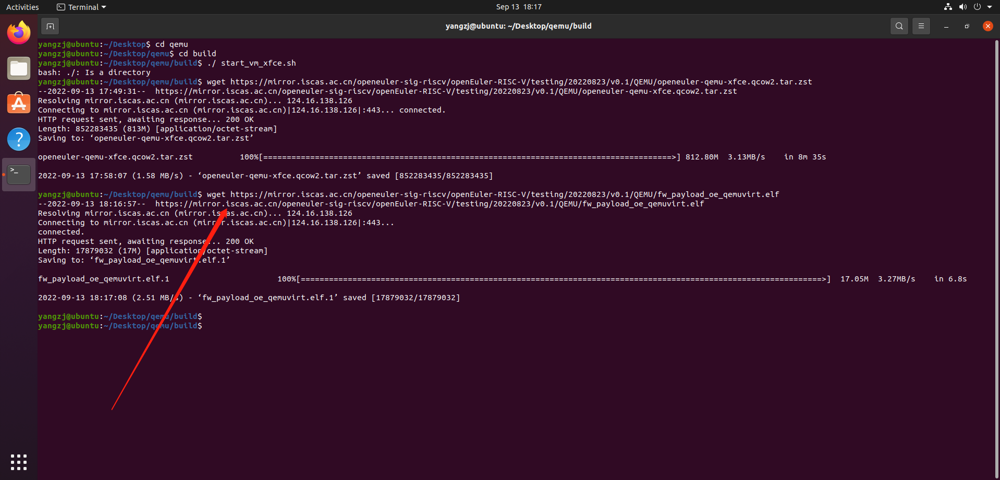 Activities
Terminal
Sep 13 18:17
yangzj@ubuntu: ~/Desktop/qemu/build
yangzj@ubuntu:~/Desktop$ cd qemu
yangzj@ubuntu:~/Desktop/qemu$ cd build
yangzj@ubuntu:~/Desktop/qemu/build$ ./ start_vm_xfce.sh
bash: ./: Is a directory
yangzj@ubuntu:~/Desktop/qemu/build$ wget https://mirror.iscas.ac.cn/openeuler-sig-riscv/openEuler-RISC-V/testing/20220823/v0.1/QEMU/openeuler-qemu-xfce.qcow2.tar.zst
--2022-09-13 17:49:31--  https://mirror.iscas.ac.cn/openeuler-sig-riscv/openEuler-RISC-V/testing/20220823/v0.1/QEMU/openeuler-qemu-xfce.qcow2.tar.zst
Resolving mirror.iscas.ac.cn (mirror.iscas.ac.cn)... 124.16.138.126
Connecting to mirror.iscas.ac.cn (mirror.iscas.ac.cn)|124.16.138.126|:443... connected.
HTTP request sent, awaiting response... 200 OK
Length: 852283435 (813M) [application/octet-stream]
Saving to: ‘openeuler-qemu-xfce.qcow2.tar.zst’
openeuler-qemu-xfce.qcow2.tar.zst          100%[=======================================================================================>] 812.80M  3.13MB/s    in 8m 35s
2022-09-13 17:58:07 (1.58 MB/s) - ‘openeuler-qemu-xfce.qcow2.tar.zst’ saved [852283435/852283435]
yangzj@ubuntu:~/Desktop/qemu/build$ wget https://mirror.iscas.ac.cn/openeuler-sig-riscv/openEuler-RISC-V/testing/20220823/v0.1/QEMU/fw_payload_oe_qemuvirt.elf
--2022-09-13 18:16:57--  https://mirror.iscas.ac.cn/openeuler-sig-riscv/openEuler-RISC-V/testing/20220823/v0.1/QEMU/fw_payload_oe_qemuvirt.elf
Resolving mirror.iscas.ac.cn (mirror.iscas.ac.cn)... 124.16.138.126
Connecting to mirror.iscas.ac.cn (mirror.iscas.ac.cn)|124.16.138.126|:443...
connected.
HTTP request sent, awaiting response... 200 OK
Length: 17879032 (17M) [application/octet-stream]
Saving to: ‘fw_payload_oe_qemuvirt.elf.1’
fw_payload_oe_qemuvirt.elf.1                       100%[===============================================================================================================>]  17.05M  3.27MB/s    in 6.8s
2022-09-13 18:17:08 (2.51 MB/s) - ‘fw_payload_oe_qemuvirt.elf.1’ saved [17879032/17879032]
yangzj@ubuntu:~/Desktop/qemu/build$
yangzj@ubuntu:~/Desktop/qemu/build$